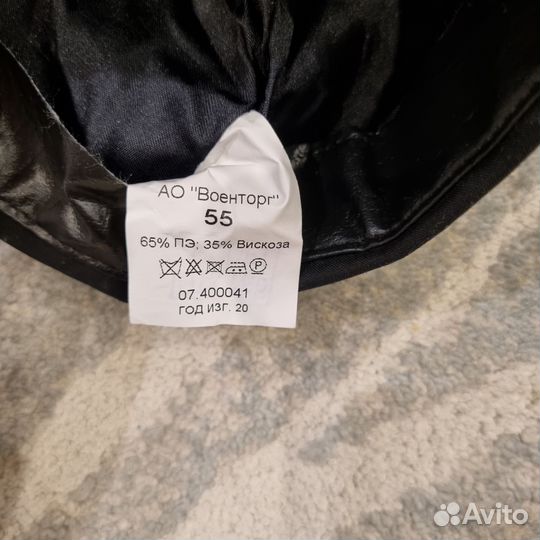 АО "Военторг"
55
65% ПЭ; 35% Вискоза
P
07.400041
ГОД ИЗГ. 20
Avito